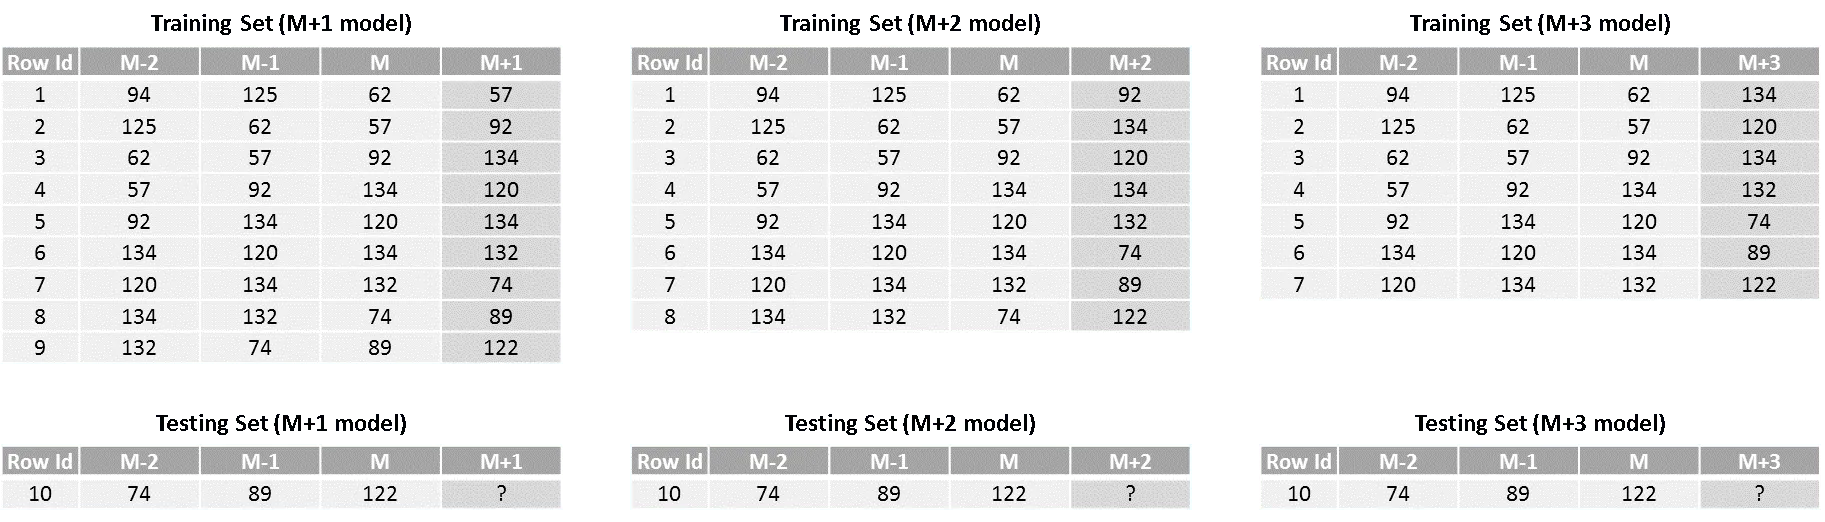 Training Set (M+1 model)
Row Id M-2 M-1 M M+1
1 94 125 62 57
2 125 62 57 92
3 62 57 92 134
4 57 92 134 120
5 92 134 120 134
6 134 120 134 132
7 120 134 132 74
8 134 132 74 89
9 132 74 89 122
Training Set (M+2 model)
Row Id M-2 M-1 M M+2
1 94 125 62 92
2 125 62 57 134
3 62 57 92 120
4 57 92 134 134
5 92 134 120 132
6 134 120 134 74
7 120 134 132 89
8 134 132 74 122
Training Set (M+3 model)
Row Id M-2 M-1 M M+3
1 94 125 62 134
2 125 62 57 120
3 62 57 92 134
4 57 92 134 132
5 92 134 120 74
6 134 120 134 89
7 120 134 132 122
Testing Set (M+1 model)
Row Id M-2 M-1 M M+1
10 74 89 122 ?
Testing Set (M+2 model)
Row Id M-2 M-1 M M+2
10 74 89 122 ?
Testing Set (M+3 model)
Row Id M-2 M-1 M M+3
10 74 89 122 ?